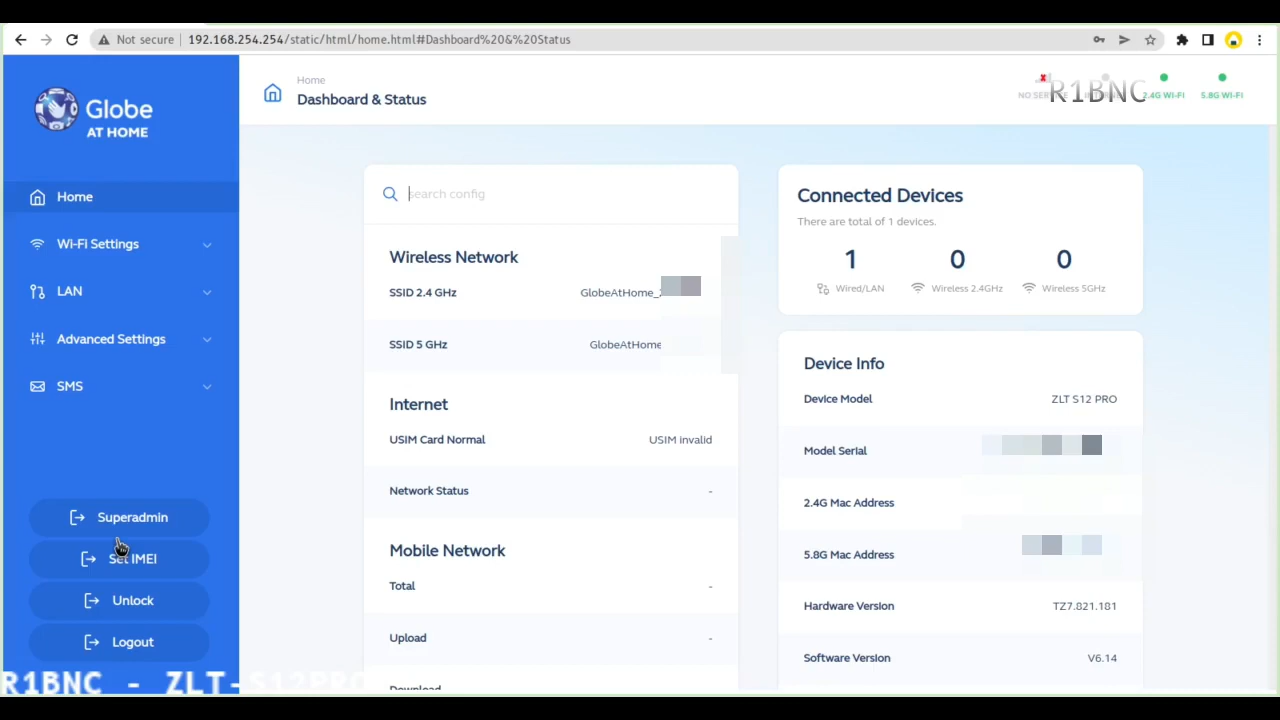 Not secure
192.168.254.254/static/html/home.html#Dashboard%20&%20Status
Globe
AT HOME
Home
Wi-Fi Settings
LAN
Advanced Settings
SMS
Superadmin
Set IMEI
Unlock
Logout
Home
Dashboard & Status
NO
R1BNC
2.4G WI-FI
5.8G WI-FI
search config
Wireless Network
SSID 2.4 GHz GlobeAtHome_
SSID 5 GHz GlobeAtHome
Internet
USIM Card Normal USIM invalid
Network Status -
Mobile Network
Total -
Upload -
Download
Connected Devices
There are total of 1 devices.
1 0 0
Wired/LAN Wireless 2.4GHz Wireless 5GHz
Device Info
Device Model ZLT S12 PRO
Model Serial
2.4G Mac Address
5.8G Mac Address
Hardware Version TZ7.821.181
Software Version V6.14
R1BNC - ZLT-S12PRO